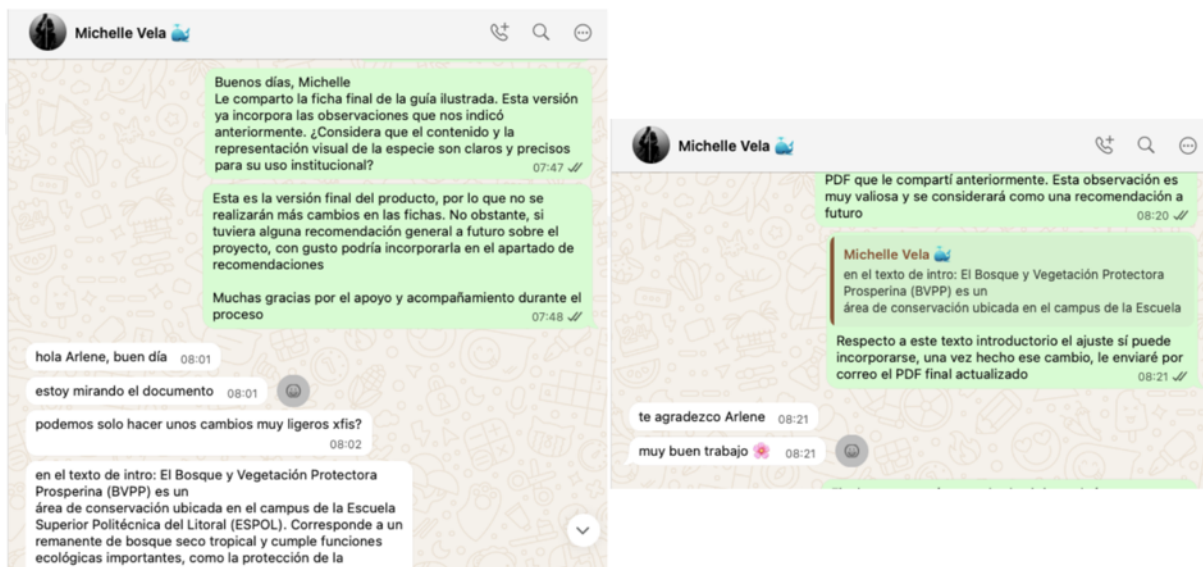 Michelle Vela 🐳
Buenos días, Michelle
Le comparto la ficha final de la guía ilustrada. Esta versión
ya incorpora las observaciones que nos indicó
anteriormente. ¿Considera que el contenido y la
representación visual de la especie son claros y precisos
para su uso institucional?
07:47
Esta es la versión final del producto, por lo que no se
realizarán más cambios en las fichas. No obstante, si
tuviera alguna recomendación general a futuro sobre el
proyecto, con gusto podría incorporarla en el apartado de
recomendaciones
Muchas gracias por el apoyo y acompañamiento durante el
proceso
07:48
hola Arlene, buen día 08:01
estoy mirando el documento 08:01
podemos solo hacer unos cambios muy ligeros xfis?
08:02
en el texto de intro: El Bosque y Vegetación Protectora
Prosperina (BVPP) es un
área de conservación ubicada en el campus de la Escuela
Superior Politécnica del Litoral (ESPOL). Corresponde a un
remanente de bosque seco tropical y cumple funciones
ecológicas importantes, como la protección de la
Michelle Vela 🐳
PDF que le compartí anteriormente. Esta observación es
muy valiosa y se considerará como una recomendación a
futuro
08:20
Michelle Vela 🐳
en el texto de intro: El Bosque y Vegetación Protectora
Prosperina (BVPP) es un
área de conservación ubicada en el campus de la Escuela
Respecto a este texto introductorio el ajuste sí puede
incorporarse, una vez hecho ese cambio, le enviaré por
correo el PDF final actualizado
08:21
te agradezco Arlene 08:21
muy buen trabajo 🌸 08:21